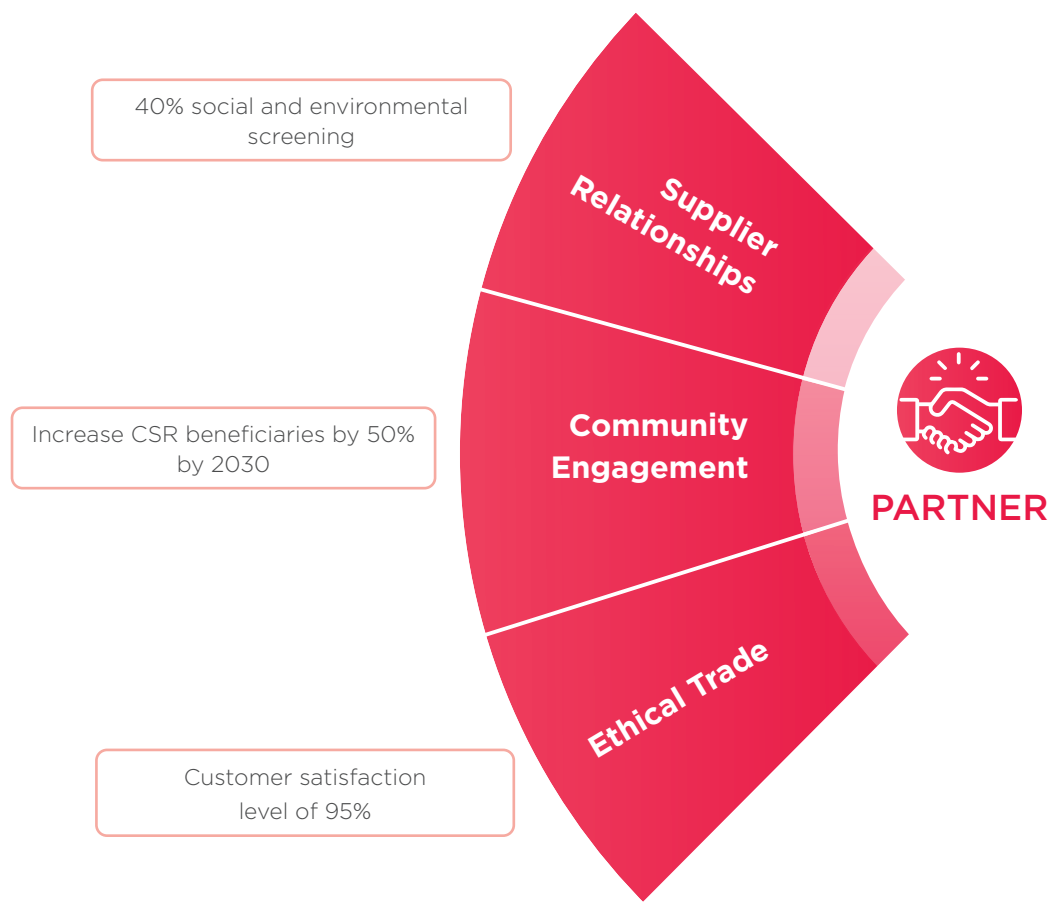 40% social and environmental
screening
Supplier
Relationships
Increase CSR beneficiaries by 50%
by 2030
Community
Engagement
PARTNER
Ethical Trade
Customer satisfaction
level of 95%